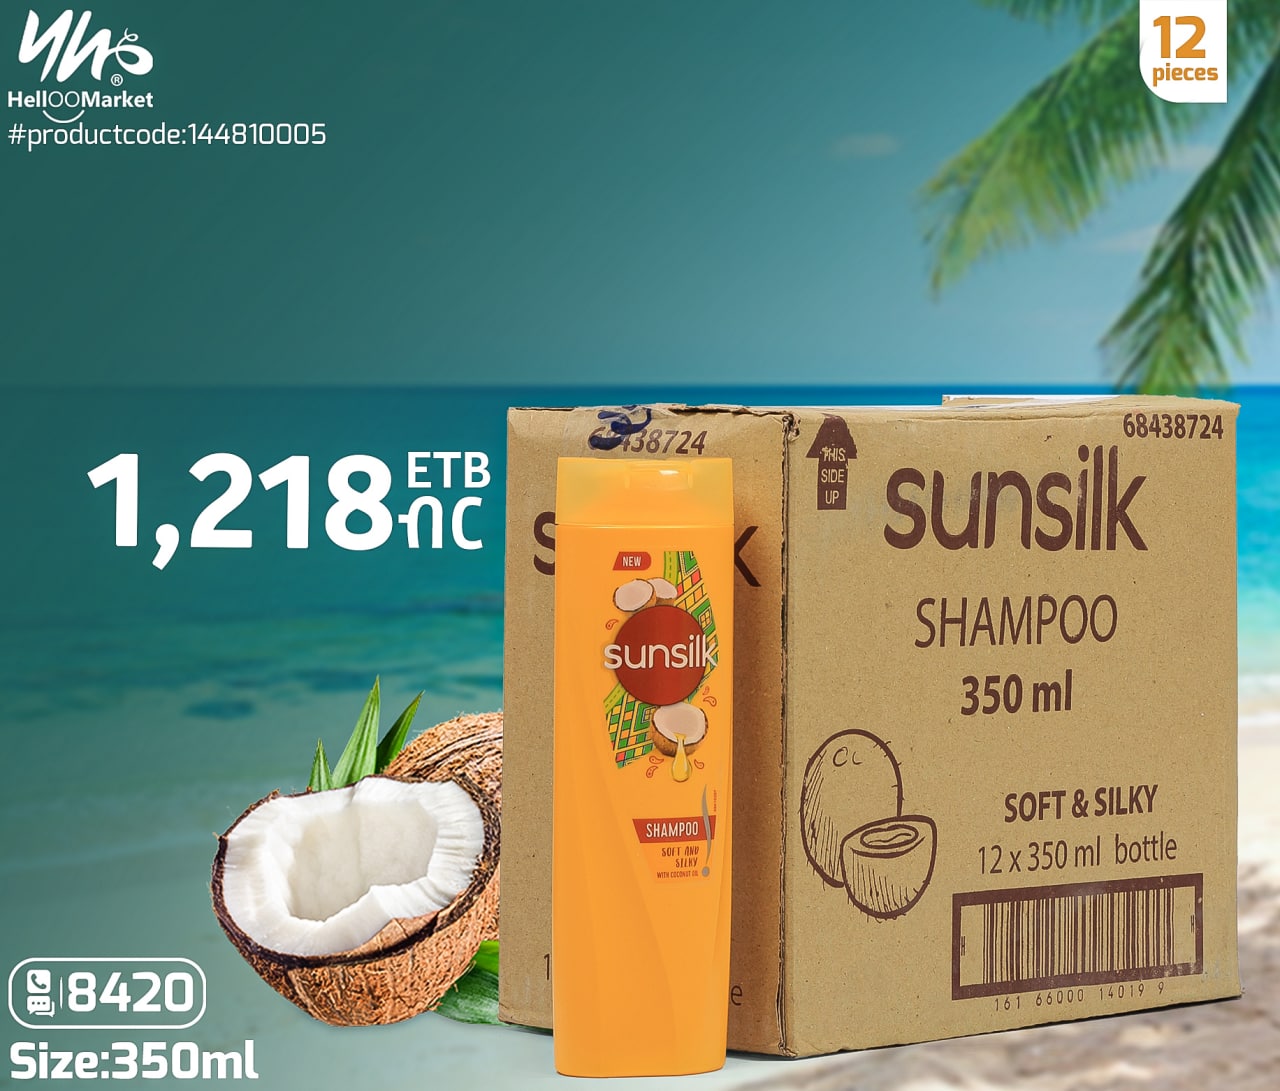 HellOOMarket
#productcode:144810005
12
pieces
1,218 ETB
ብር
68438724
68438724
THIS
SIDE
UP
sunsilk
SHAMPOO
350 ml
SOFT & SILKY
12 x 350 ml bottle
161 66000 14019 9
NEW
sunsilk
SHAMPOO
SOFT AND
SILKY
WITH COCONUT OIL
8420
Size:350ml